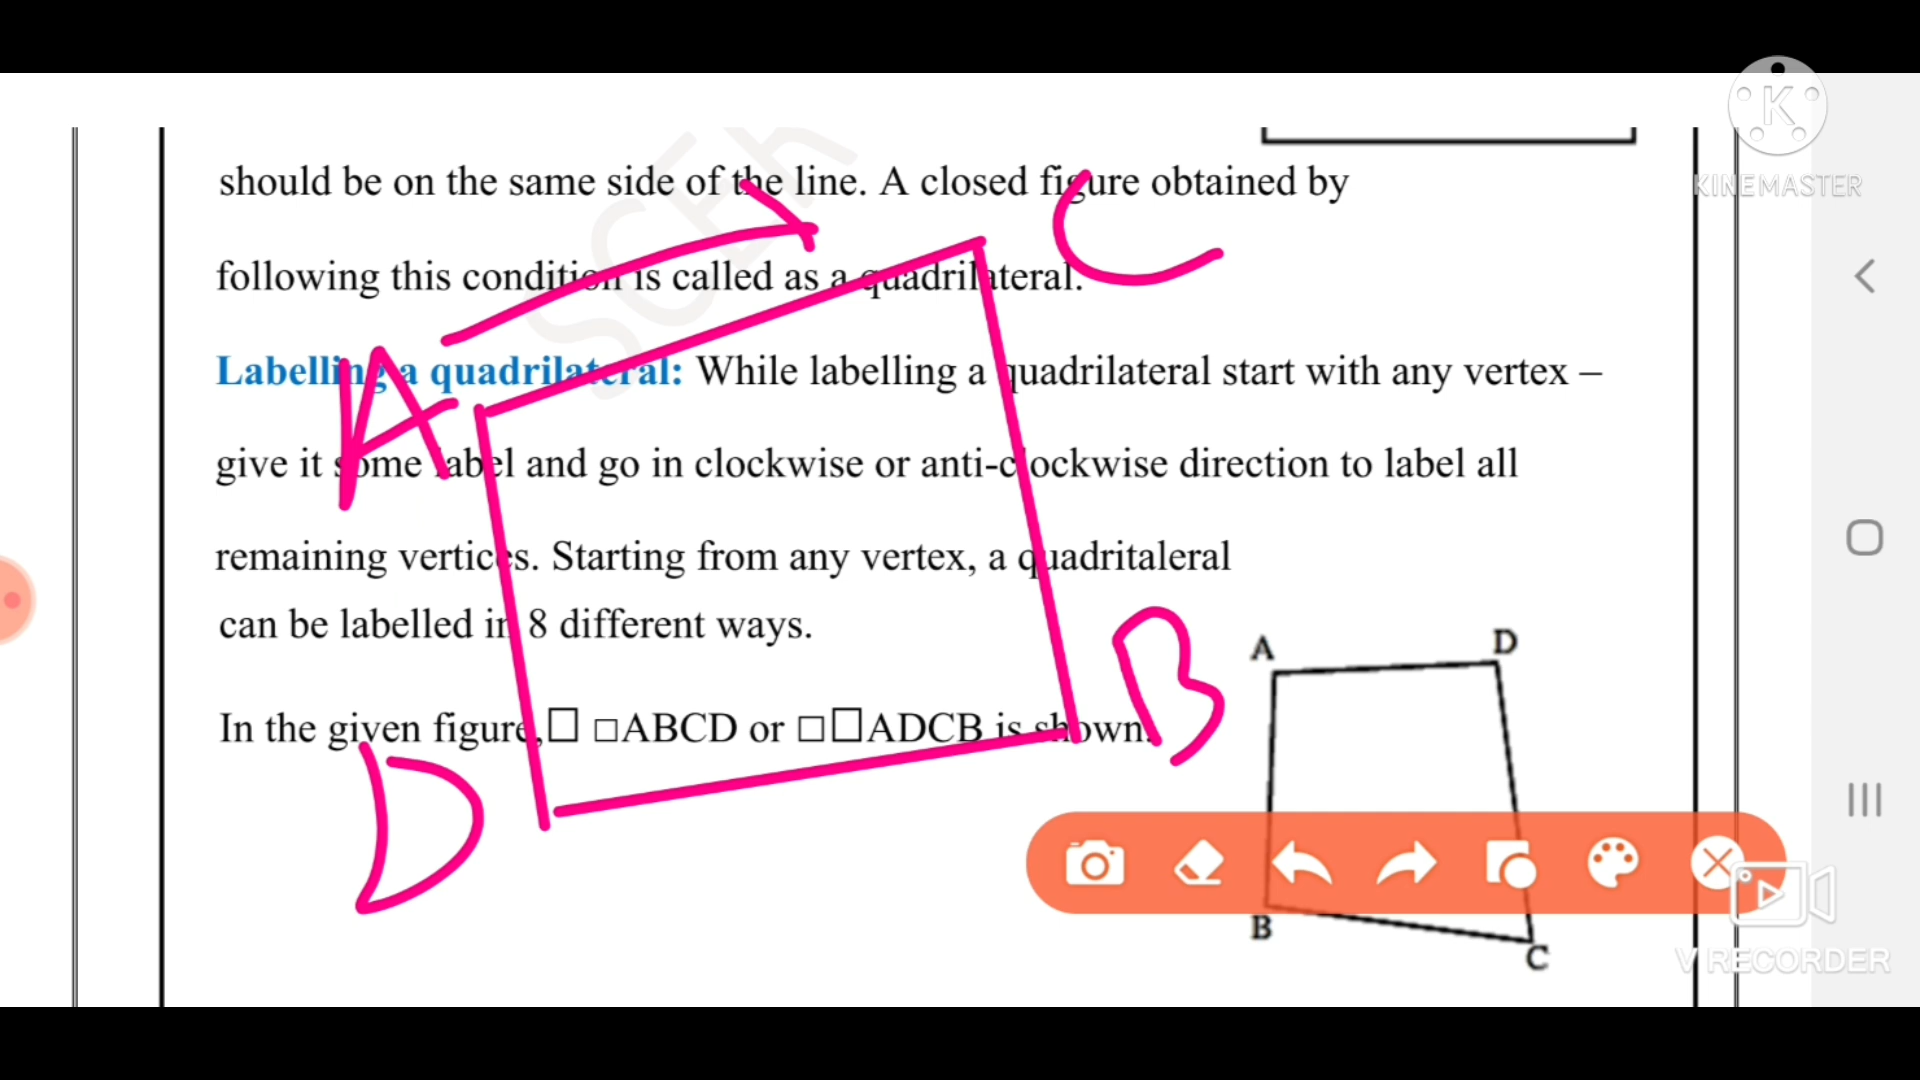 should be on the same side of the line. A closed figure obtained by
following this condition is called as a quadrilateral.
Labelling a quadrilateral: While labelling a quadrilateral start with any vertex –
give it some label and go in clockwise or anti-clockwise direction to label all
remaining vertices. Starting from any vertex, a quadritaleral
can be labelled in 8 different ways.
In the given figure,□ □ABCD or □□ADCB is shown.
A
C
B
D
A
D
B
C
SCER
K
KINEMASTER
V RECORDER